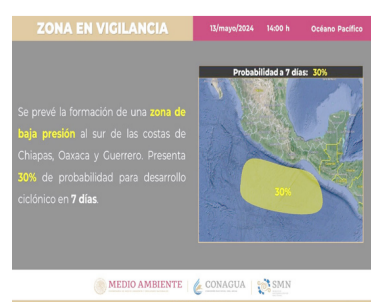 ZONA EN VIGILANCIA
13/mayo/2024 14:00 h Océano Pacífico
Probabilidad a 7 días: 30%
Se prevé la formación de una zona de
baja presión al sur de las costas de
Chiapas, Oaxaca y Guerrero. Presenta
30% de probabilidad para desarrollo
ciclónico en 7 días.
30%
MEDIO AMBIENTE
CONAGUA
SMN